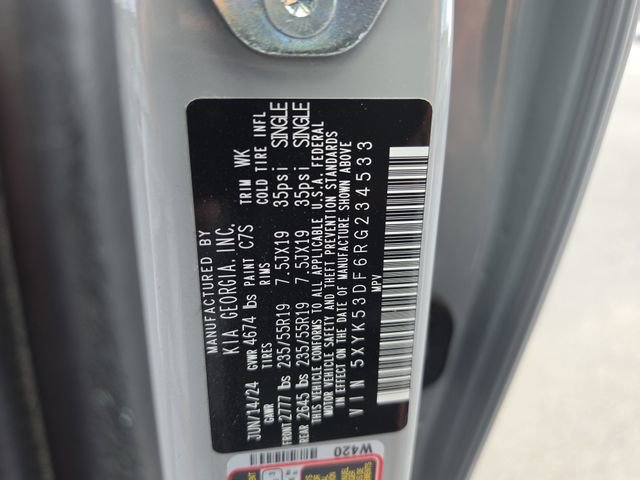 MANUFACTURED BY
KIA GEORGIA, INC.
JUN/14/24 GVWR 4674 lbs PAINT C7S TRIM WK
GAWR TIRES RIMS COLD TIRE INFL
FRONT 2777 lbs 235/55R19 7.5JX19 35psi SINGLE
REAR 2645 lbs 235/55R19 7.5JX19 35psi SINGLE
THIS VEHICLE CONFORMS TO ALL APPLICABLE U.S.A. FEDERAL
MOTOR VEHICLE SAFETY AND THEFT PREVENTION STANDARDS
IN EFFECT ON THE DATE OF MANUFACTURE SHOWN ABOVE
VIN 5XYK53DF6RG234533
MPV
W420